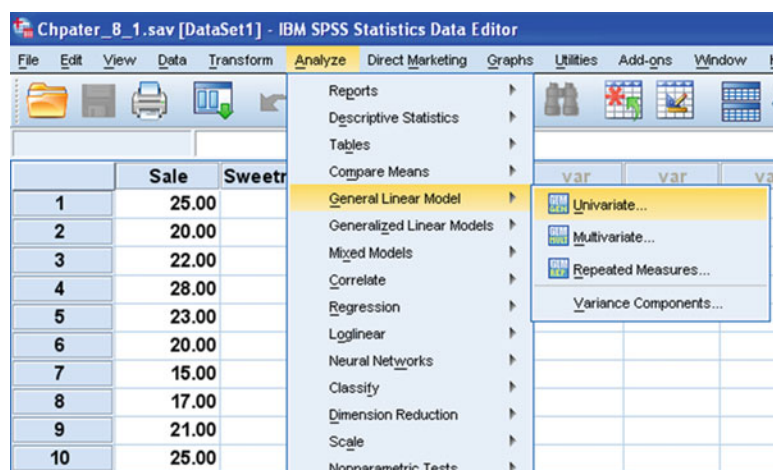 Chpater_8_1.sav [DataSet1] - IBM SPSS Statistics Data Editor
File Edit View Data Transform Analyze Direct Marketing Graphs Utilities Add-ons Window
Reports
Descriptive Statistics
Tables
Compare Means
General Linear Model
Generalized Linear Models
Mixed Models
Correlate
Regression
Loglinear
Neural Networks
Classify
Dimension Reduction
Scale
Nonparametric Tests
Univariate...
Multivariate...
Repeated Measures...
Variance Components...
Sale Sweetn var var va
1 25.00
2 20.00
3 22.00
4 28.00
5 23.00
6 20.00
7 15.00
8 17.00
9 21.00
10 25.00